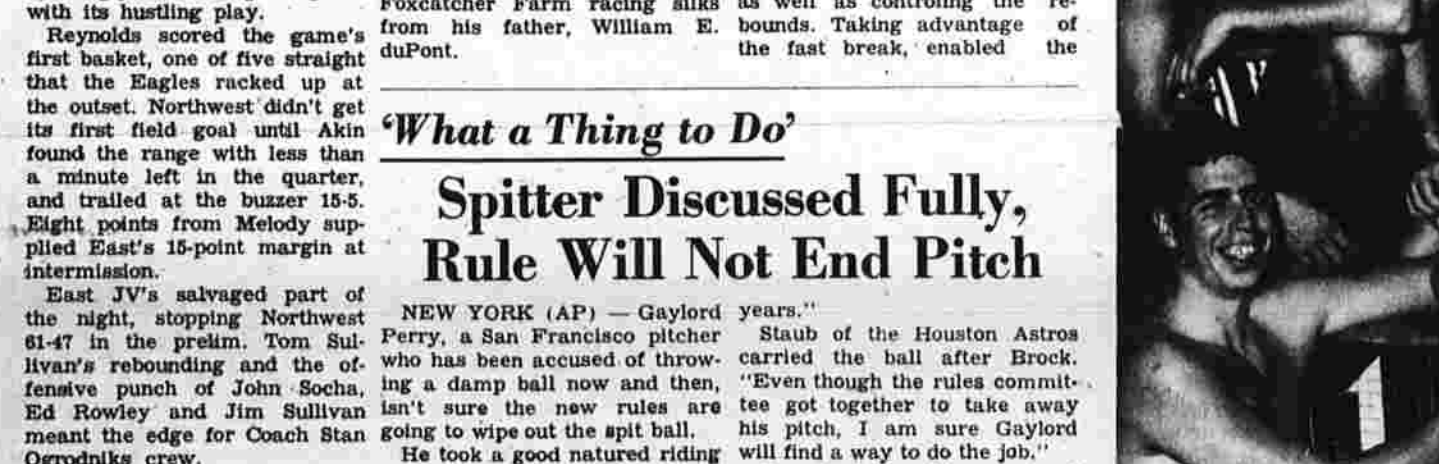 with its hustling play.
Reynolds scored the game's
first basket, one of five straight
that the Eagles racked up at
the outset. Northwest didn't get
its first field goal until Akin
found the range with less than
a minute left in the quarter,
and trailed at the buzzer 15-5.
Eight points from Melody sup-
plied East's 15-point margin at
intermission.
East JV's salvaged part of
the night, stopping Northwest
61-47 in the prelim. Tom Sul-
livan's rebounding and the of-
fensive punch of John Socha,
Ed Rowley and Jim Sullivan
meant the edge for Coach Stan
Ogrodniks crew.
Foxcatcher Farm racing silks
from his father, William E.
duPont.
as well as controling the re-
bounds. Taking advantage of
the fast break, enabled the
‘What a Thing to Do’
Spitter Discussed Fully,
Rule Will Not End Pitch
NEW YORK (AP) — Gaylord
Perry, a San Francisco pitcher
who has been accused of throw-
ing a damp ball now and then,
isn't sure the new rules are
going to wipe out the spit ball.
He took a good natured riding
years."
Staub of the Houston Astros
carried the ball after Brock.
"Even though the rules commit-
tee got together to take away
his pitch, I am sure Gaylord
will find a way to do the job."